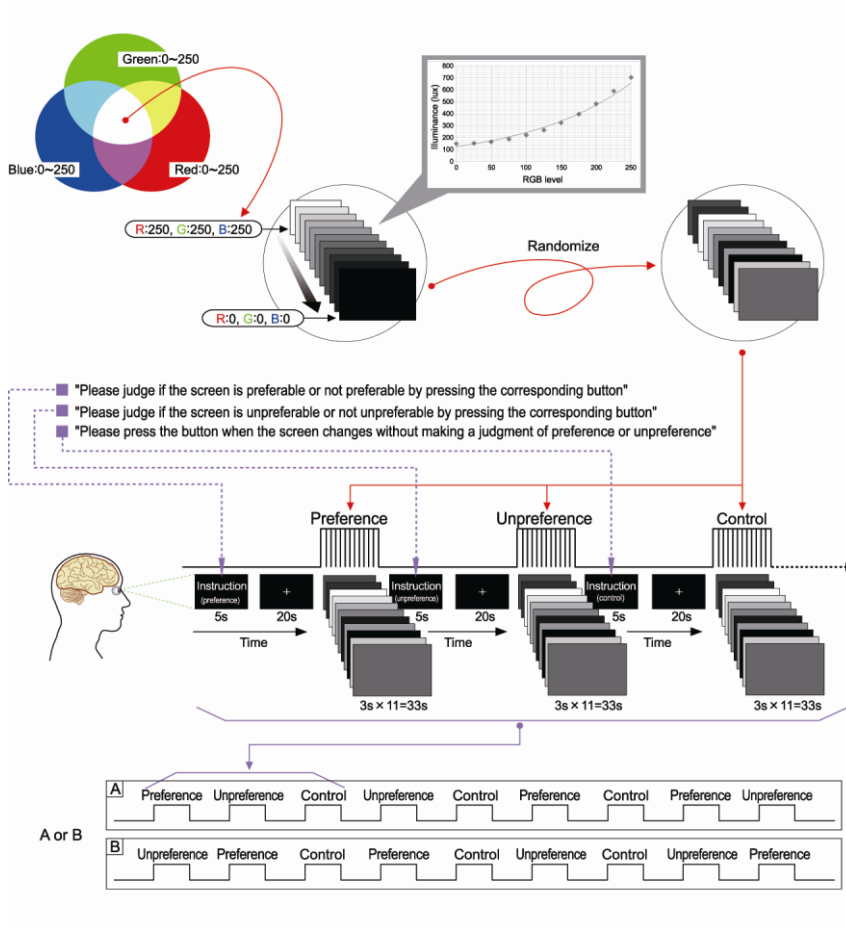 Green:0~250
Blue:0~250
Red:0~250
800
700
600
500
400
300
200
100
0
Illuminance (lux)
0 50 100 150 200 250
RGB level
R:250, G:250, B:250
R:0, G:0, B:0
Randomize
"Please judge if the screen is preferable or not preferable by pressing the corresponding button"
"Please judge if the screen is unpreferable or not unpreferable by pressing the corresponding button"
"Please press the button when the screen changes without making a judgment of preference or unpreference"
Preference Unpreference Control
Instruction
(preference)
+
Instruction
(unpreference)
+
Instruction
(control)
+
5s 20s 5s 20s 5s 20s
Time Time Time
3s × 11=33s 3s × 11=33s 3s × 11=33s
A or B
A
Preference Unpreference Control Unpreference Control Preference Control Preference Unpreference
B
Unpreference Preference Control Preference Control Unpreference Control Unpreference Preference